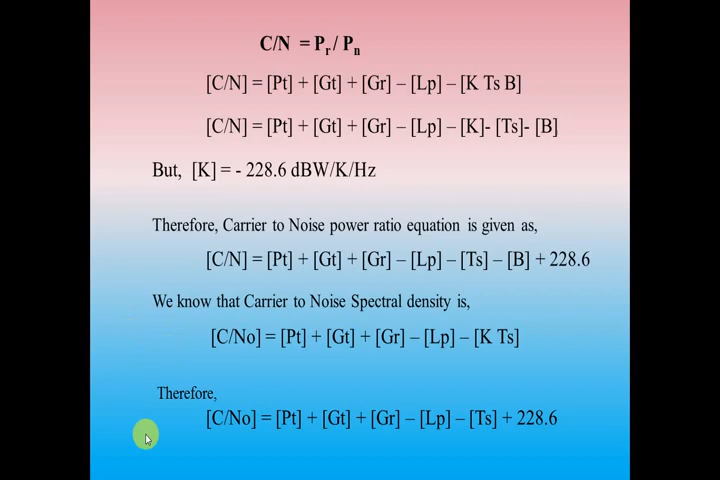 C/N = Pr / Pn
[C/N] = [Pt] + [Gt] + [Gr] – [Lp] – [K Ts B]
[C/N] = [Pt] + [Gt] + [Gr] – [Lp] – [K]- [Ts]- [B]
But, [K] = - 228.6 dBW/K/Hz
Therefore, Carrier to Noise power ratio equation is given as,
[C/N] = [Pt] + [Gt] + [Gr] – [Lp] – [Ts] – [B] + 228.6
We know that Carrier to Noise Spectral density is,
[C/No] = [Pt] + [Gt] + [Gr] – [Lp] – [K Ts]
Therefore,
[C/No] = [Pt] + [Gt] + [Gr] – [Lp] – [Ts] + 228.6